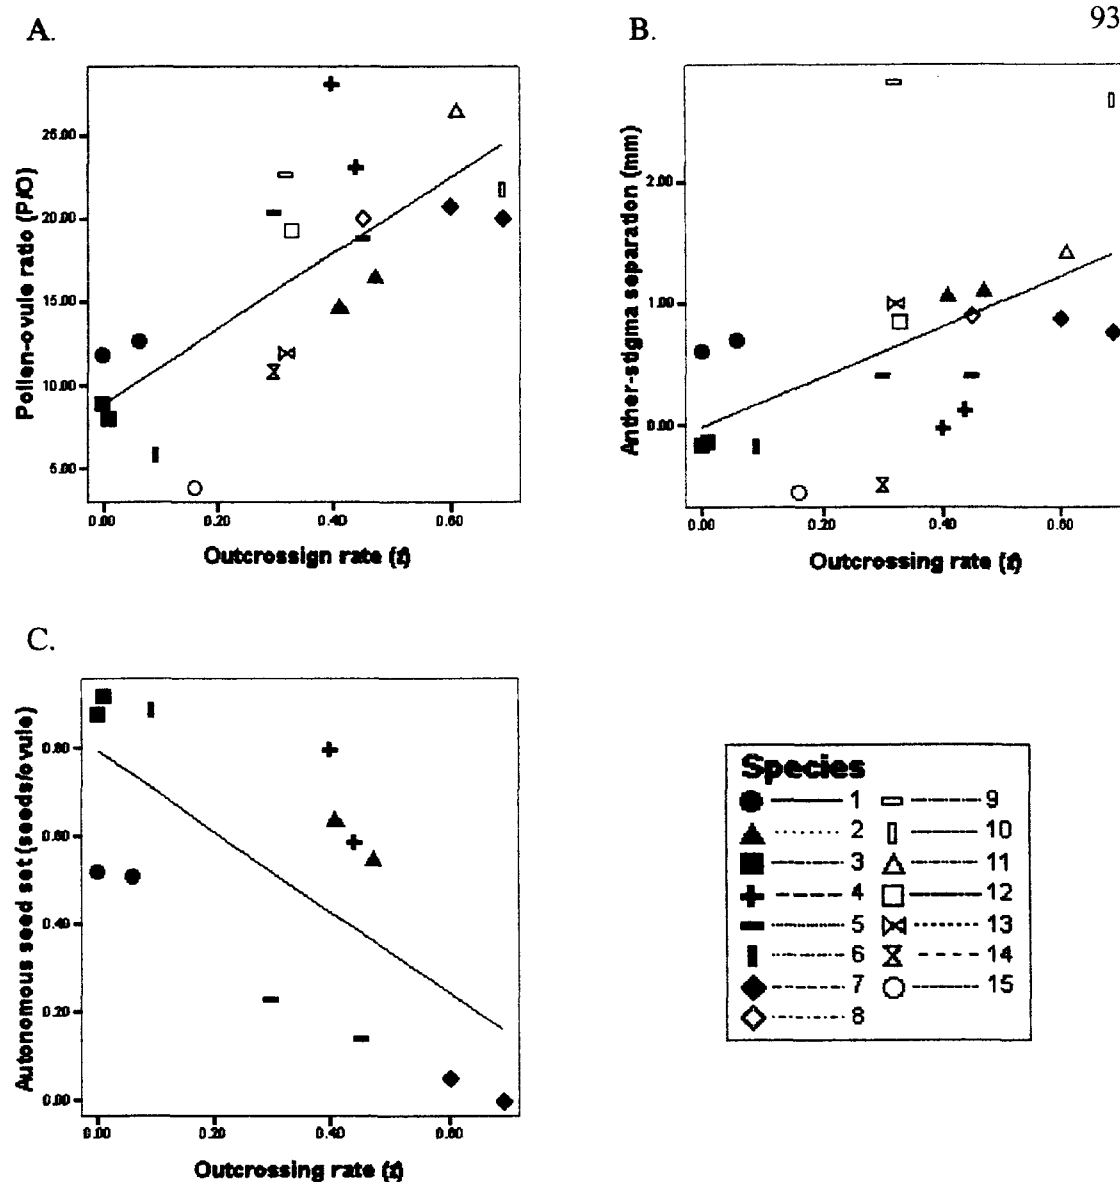 93
A.
B.
Pollen-ovule ratio (P/O)
25.00
20.00
15.00
10.00
5.00
0.00 0.20 0.40 0.60
Outcrossign rate (t)
Anther-stigma separation (mm)
2.00
1.00
0.00
0.00 0.20 0.40 0.60
Outcrossing rate (t)
C.
Autonomous seed set (seeds/ovule)
0.80
0.60
0.40
0.20
0.00
0.00 0.20 0.40 0.60
Outcrossing rate (t)
Species
1 9
2 10
3 11
4 12
5 13
6 14
7 15
8